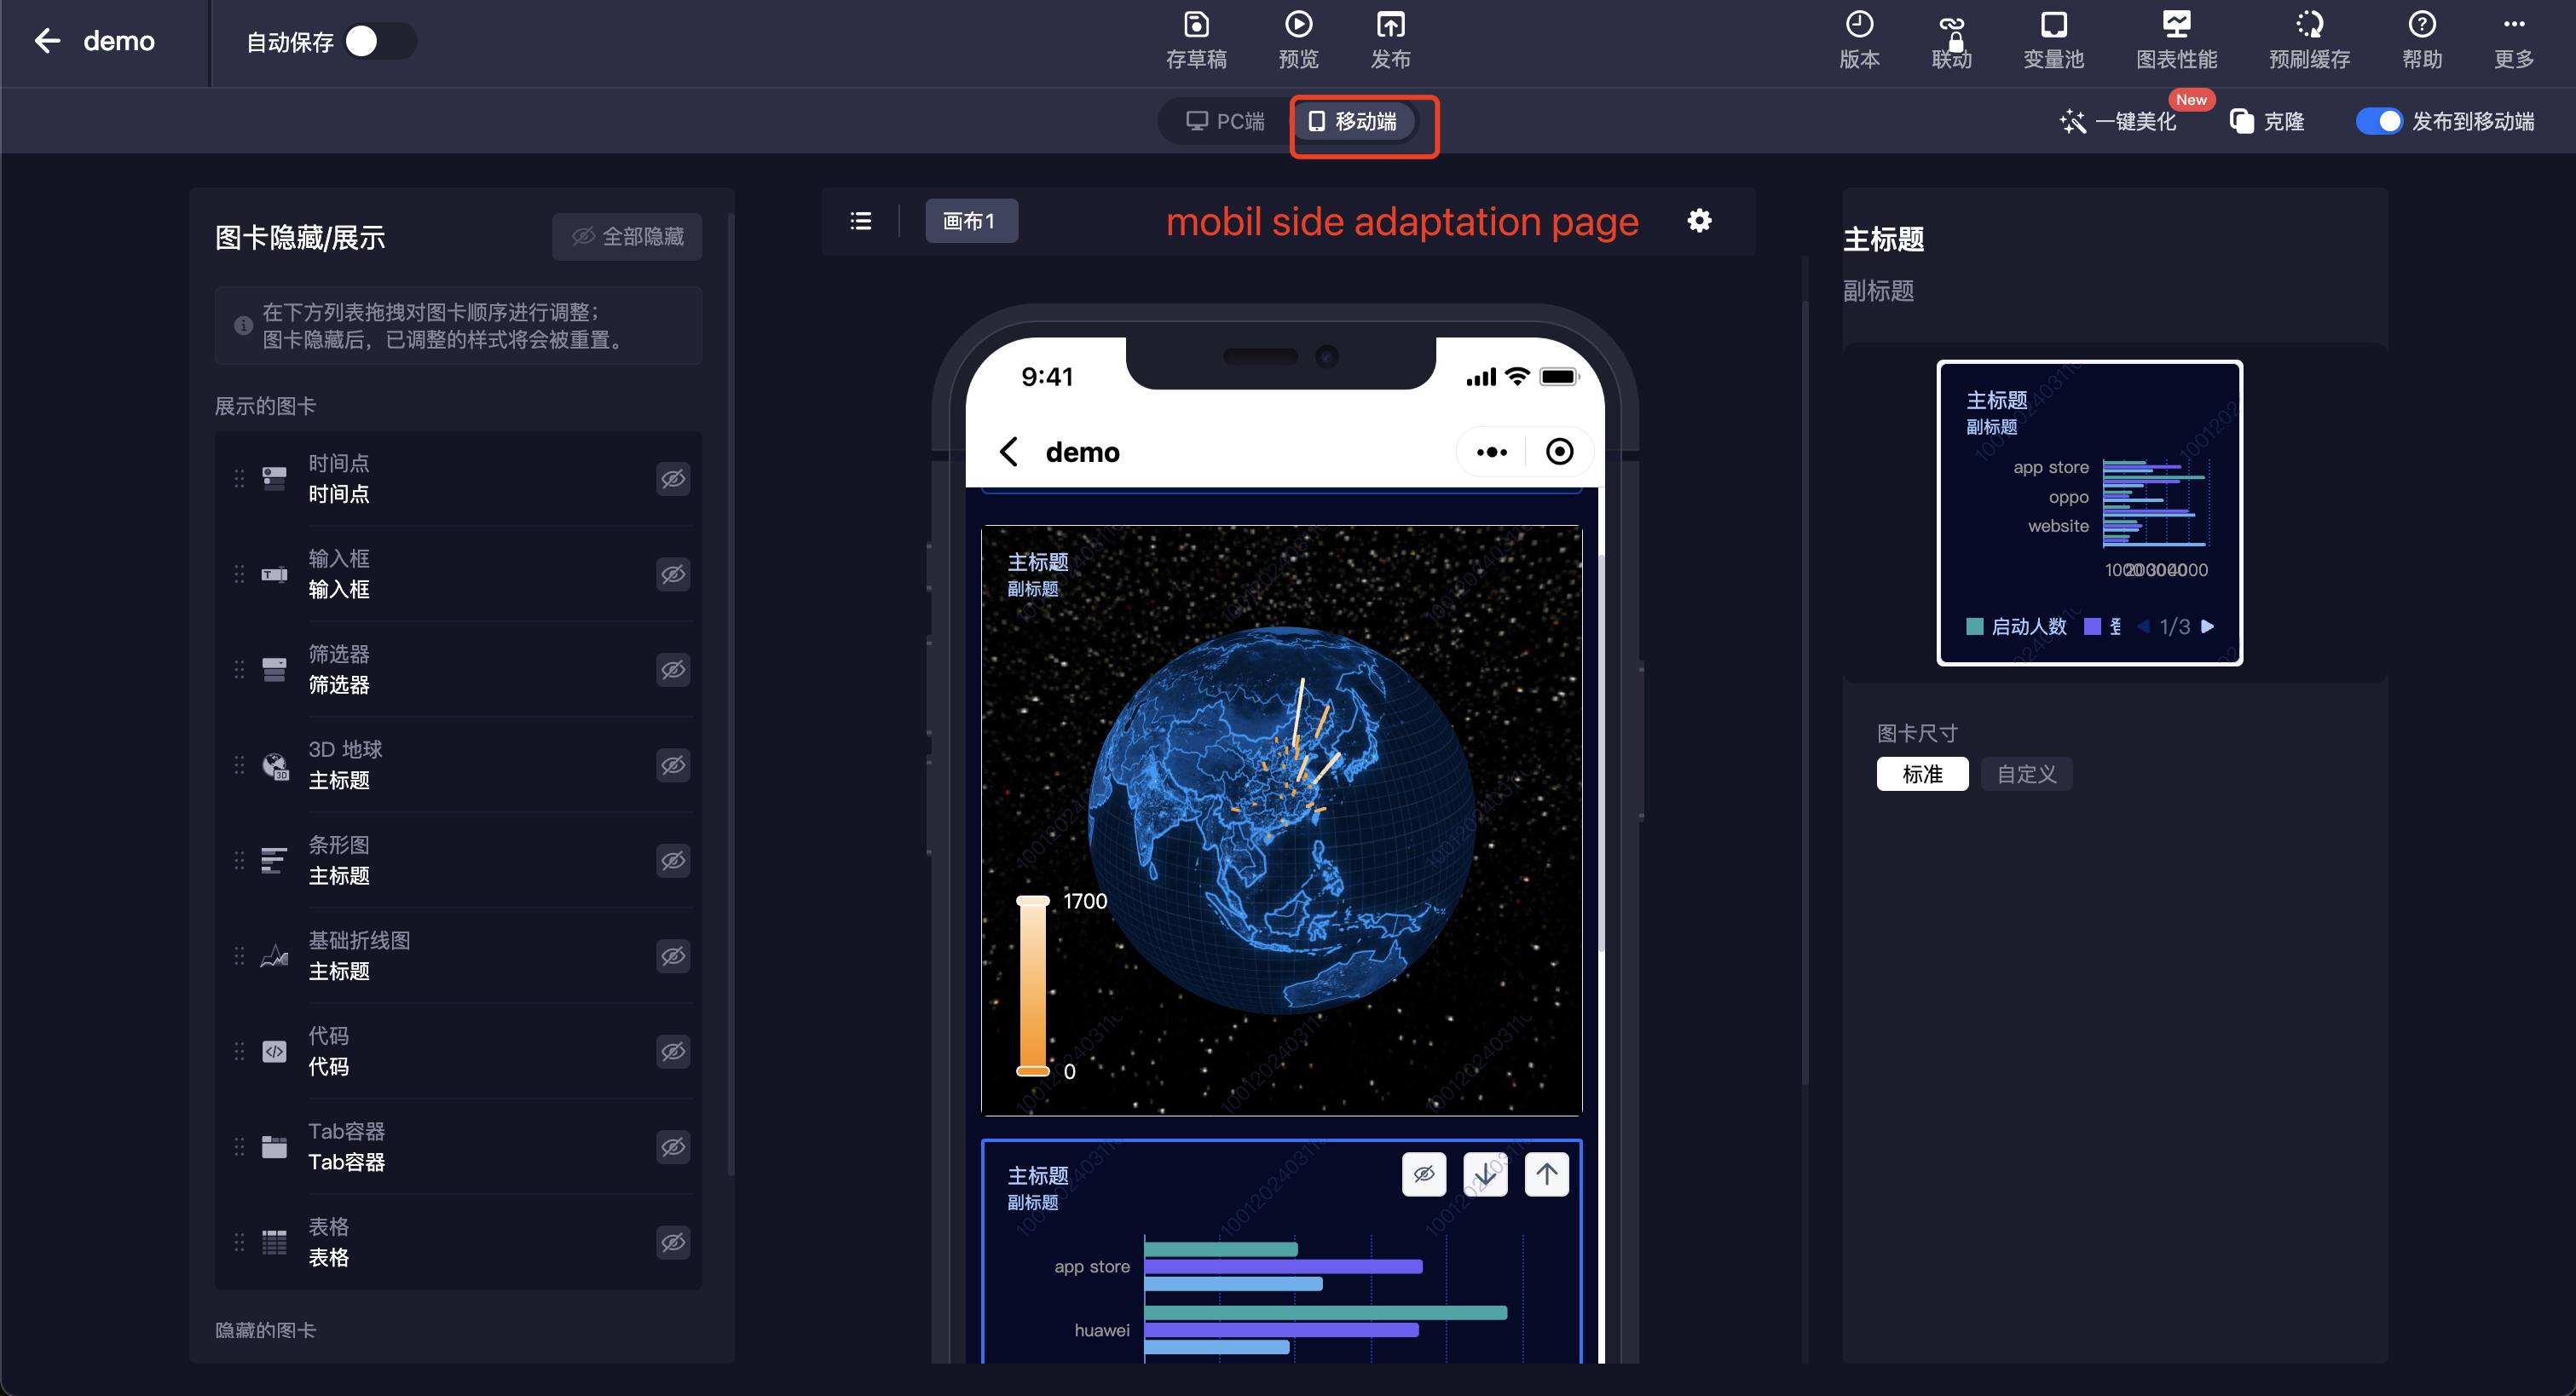 demo
自动保存
存草稿
预览
发布
版本
联动
变量池
图表性能
预刷缓存
帮助
更多
PC端
移动端
一键美化
New
克隆
发布到移动端
图卡隐藏/展示
全部隐藏
在下方列表拖拽对图卡顺序进行调整；
图卡隐藏后，已调整的样式将会被重置。
展示的图卡
时间点
时间点
输入框
输入框
筛选器
筛选器
3D 地球
主标题
条形图
主标题
基础折线图
主标题
代码
代码
Tab容器
Tab容器
表格
表格
隐藏的图卡
画布1
mobil side adaptation page
9:41
demo
主标题
副标题
1700
0
主标题
副标题
app store
huawei
主标题
副标题
主标题
副标题
app store
oppo
website
1000
2000
3000
4000
启动人数
1/3
图卡尺寸
标准
自定义